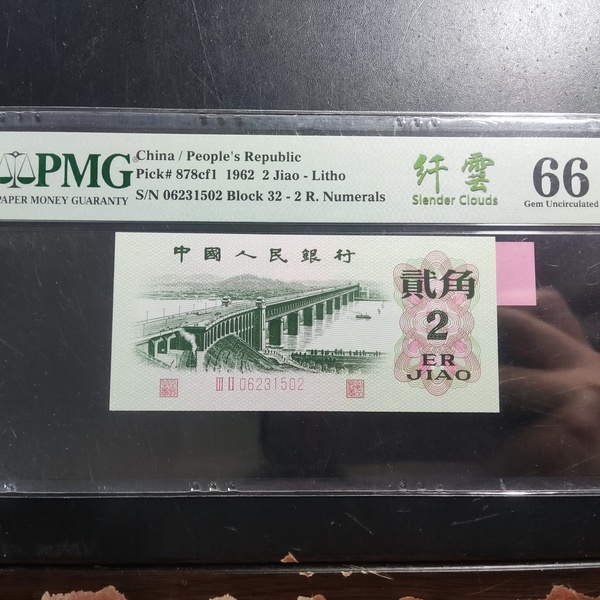 PMG
PAPER MONEY GUARANTY
China / People's Republic
Pick# 878cf1 1962 2 Jiao - Litho
S/N 06231502 Block 32 - 2 R. Numerals
纤雲
Slender Clouds
66
Gem Uncirculated
中國人民銀行
貳角
2
ER
JIAO
III II 06231502